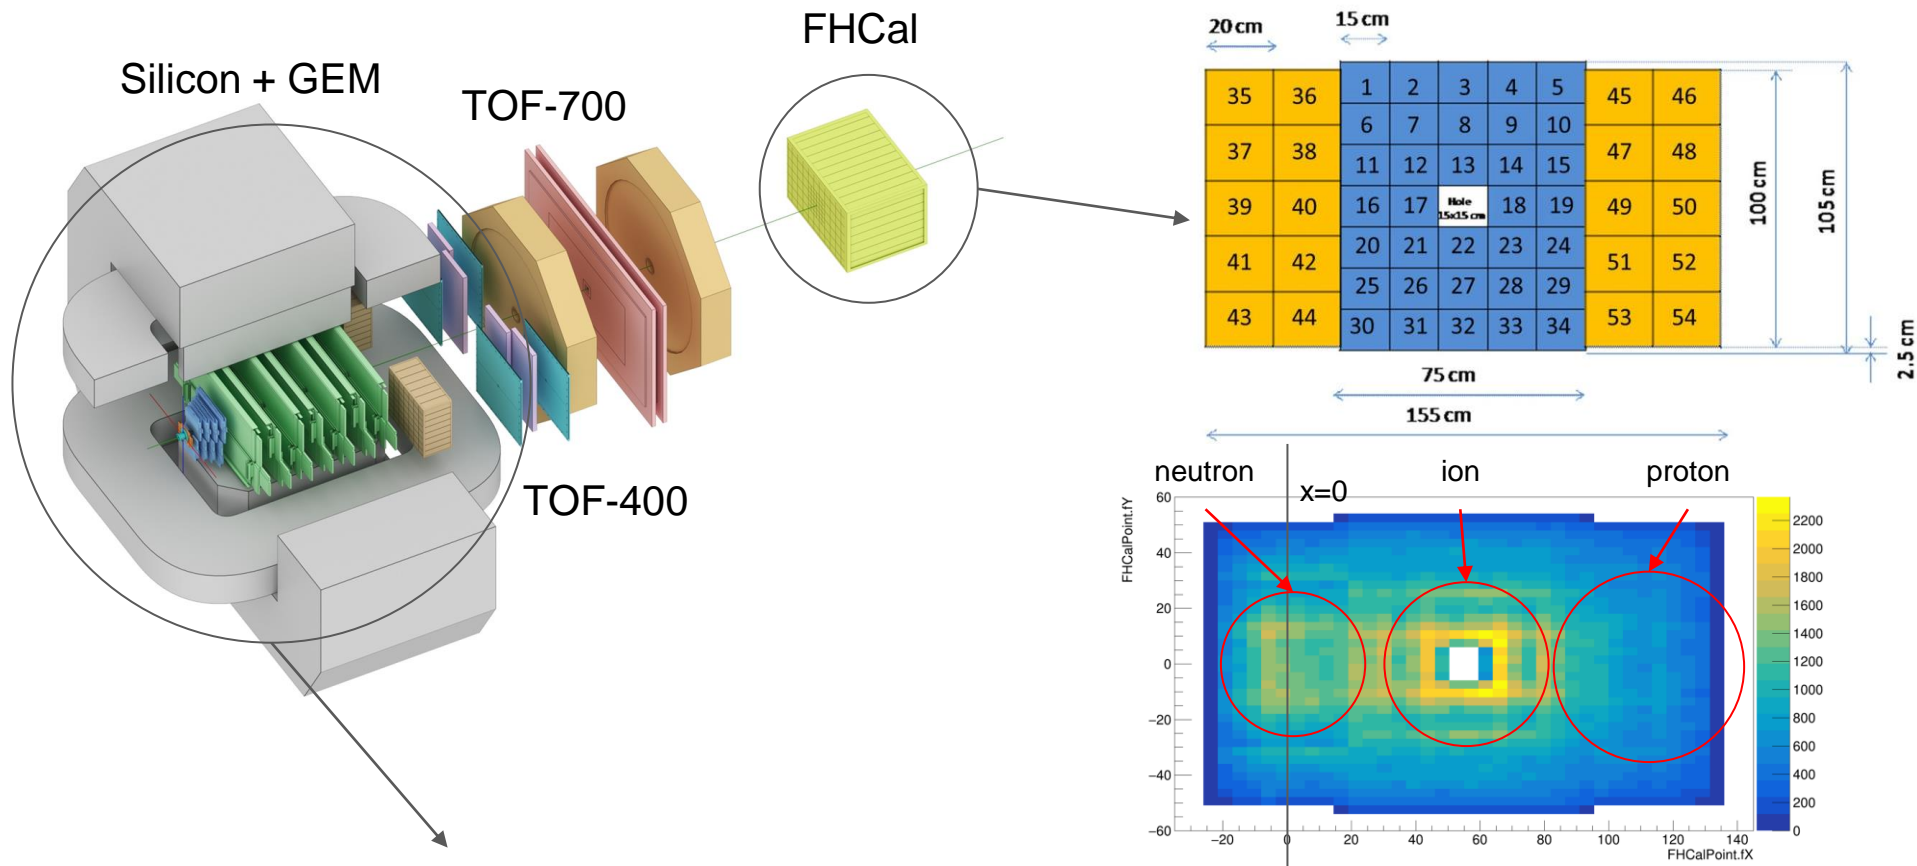 FHCal
Silicon + GEM
TOF-700
TOF-400
20 cm
15 cm
1 2 3 4 5
35 36 45 46
6 7 8 9 10
37 38 47 48
11 12 13 14 15
39 40 16 17 Hole 18 19 49 50
15x15 cm
20 21 22 23 24
41 42 51 52
25 26 27 28 29
43 44 30 31 32 33 34 53 54
100 cm
105 cm
2.5 cm
75 cm
155 cm
neutron ion proton
x=0
FHCalPoint.fY
60
40
20
0
−20
−40
−60
−20 0 20 40 60 80 100 120 140
FHCalPoint.fX
2200
2000
1800
1600
1400
1200
1000
800
600
400
200
0